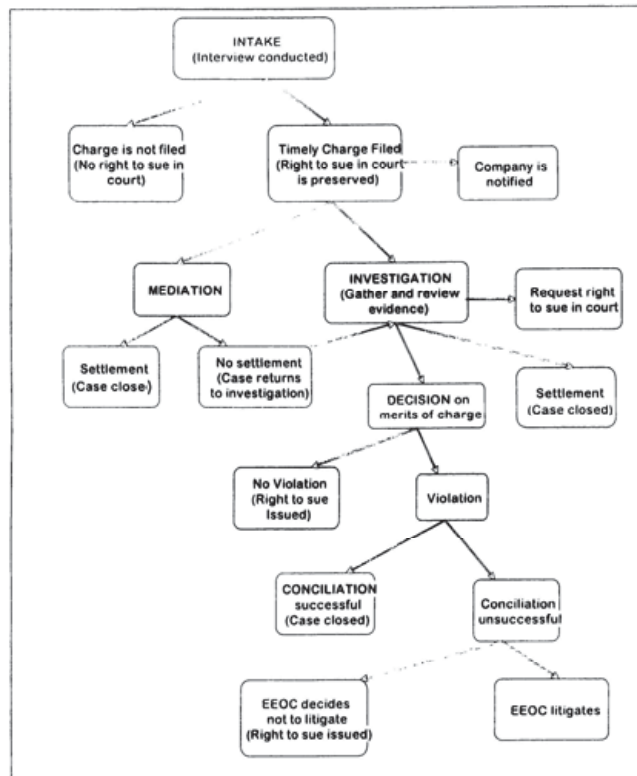 INTAKE
(Interview conducted)
Charge is not filed
(No right to sue in
court)
Timely Charge Filed
(Right to sue in court
is preserved)
Company is
notified
MEDIATION
INVESTIGATION
(Gather and review
evidence)
Request right
to sue in court
Settlement
(Case close-)
No settlement
(Case returns
to investigation)
DECISION on
merits of charge
Settlement
(Case closed)
No Violation
(Right to sue
Issued)
Violation
CONCILIATION
successful
(Case closed)
Conciliation
unsuccessful
EEOC decides
not to litigate
(Right to sue issued)
EEOC litigates